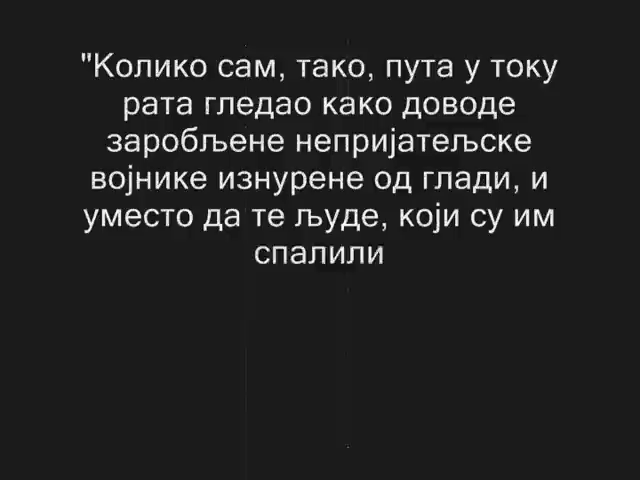 "Колико сам, тако, пута у току
рата гледао како доводе
заробљене непријатељске
војнике изнурене од глади, и
уместо да те људе, који су им
спалили